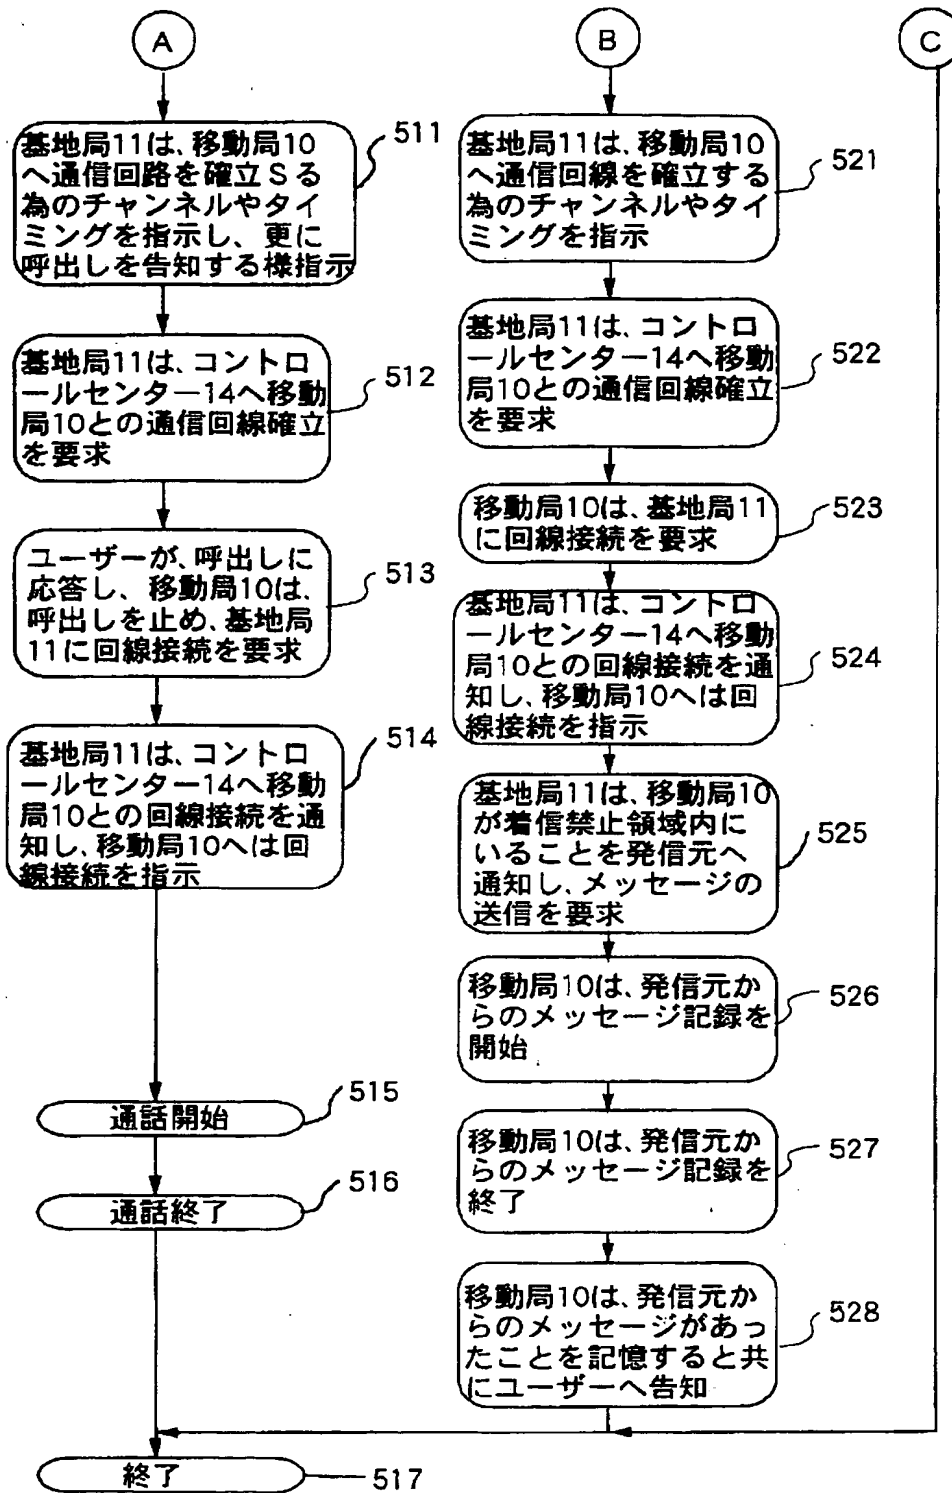 A
基地局11は、移動局10
へ通信回路を確立Sる
為のチャンネルやタイ
ミングを指示し、更に
呼出しを告知する様指示
511
基地局11は、コントロ
ールセンター14へ移動
局10との通信回線確立
を要求
512
ユーザーが、呼出しに
応答し、移動局10は、
呼出しを止め、基地局
11に回線接続を要求
513
基地局11は、コントロ
ールセンター14へ移動
局10との回線接続を通
知し、移動局10へは回
線接続を指示
514
通話開始
515
通話終了
516
終了
517
B
基地局11は、移動局10
へ通信回線を確立する
為のチャンネルやタイ
ミングを指示
521
基地局11は、コントロ
ールセンター14へ移動
局10との通信回線確立
を要求
522
移動局10は、基地局11
に回線接続を要求
523
基地局11は、コントロ
ールセンター14へ移動
局10との回線接続を通
知し、移動局10へは回
線接続を指示
524
基地局11は、移動局10
が着信禁止領域内に
いることを発信元へ
通知し、メッセージの
送信を要求
525
移動局10は、発信元か
らのメッセージ記録を
開始
526
移動局10は、発信元か
らのメッセージ記録を
終了
527
移動局10は、発信元か
らのメッセージがあっ
たことを記憶すると共
にユーザーへ告知
528
C